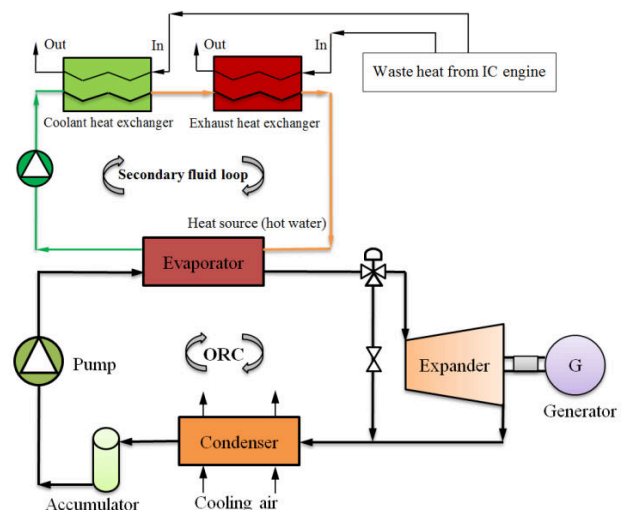 Out
In
Out
In
Waste heat from IC engine
Coolant heat exchanger
Exhaust heat exchanger
Secondary fluid loop
Heat source (hot water)
Evaporator
Pump
ORC
Expander
G
Generator
Condenser
Accumulator
Cooling air